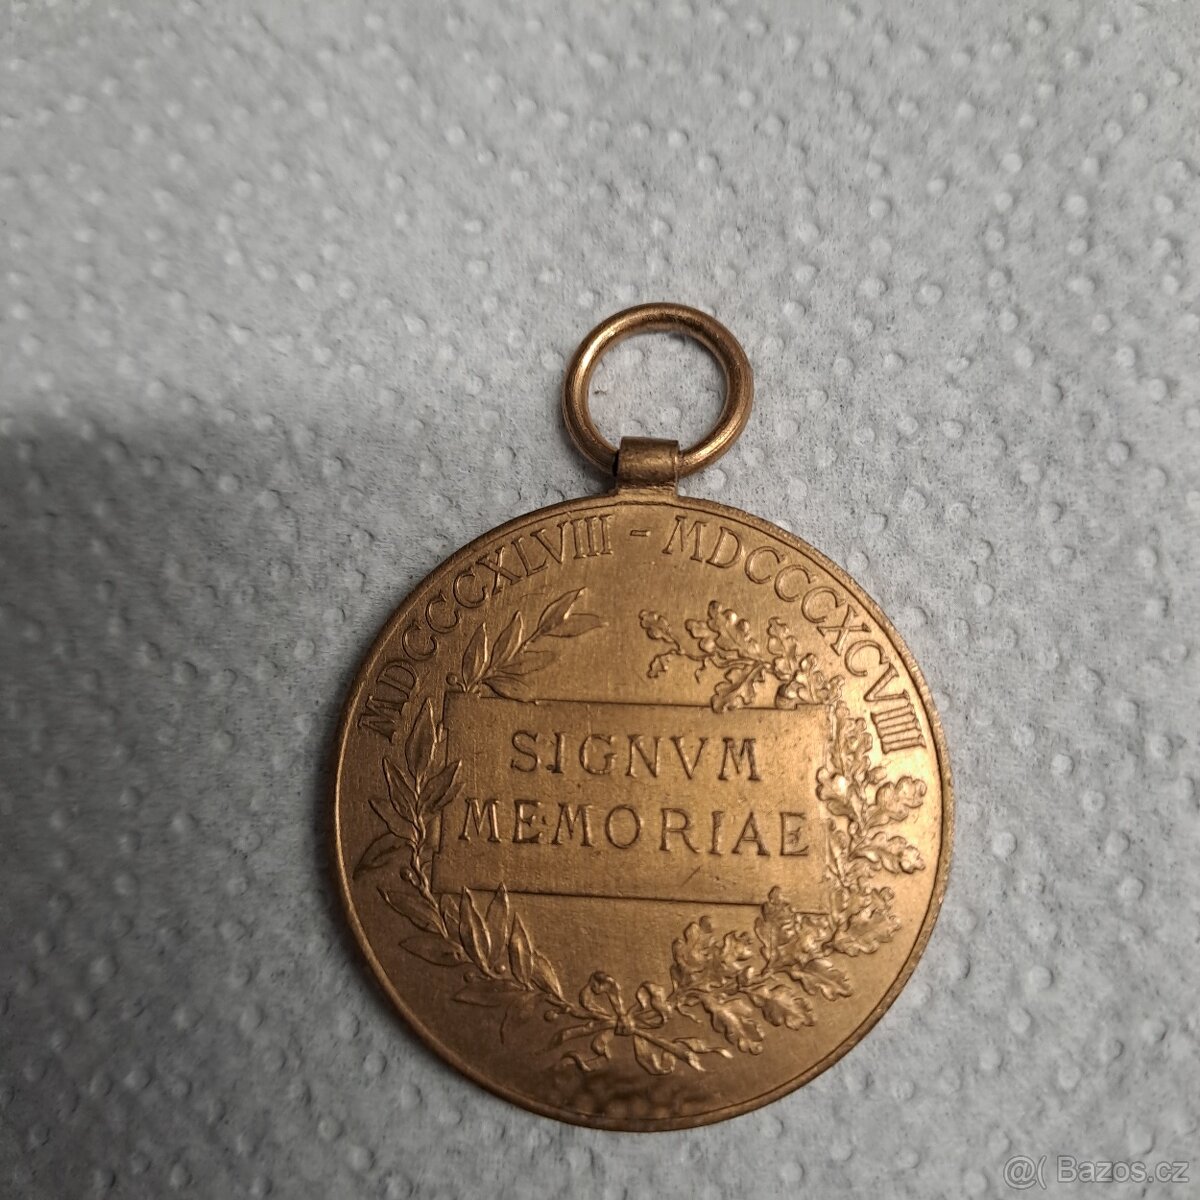 MDCCCXLVIII - MDCCCXCVIII
SIGNVM
MEMORIAE
@( Bazos.cz